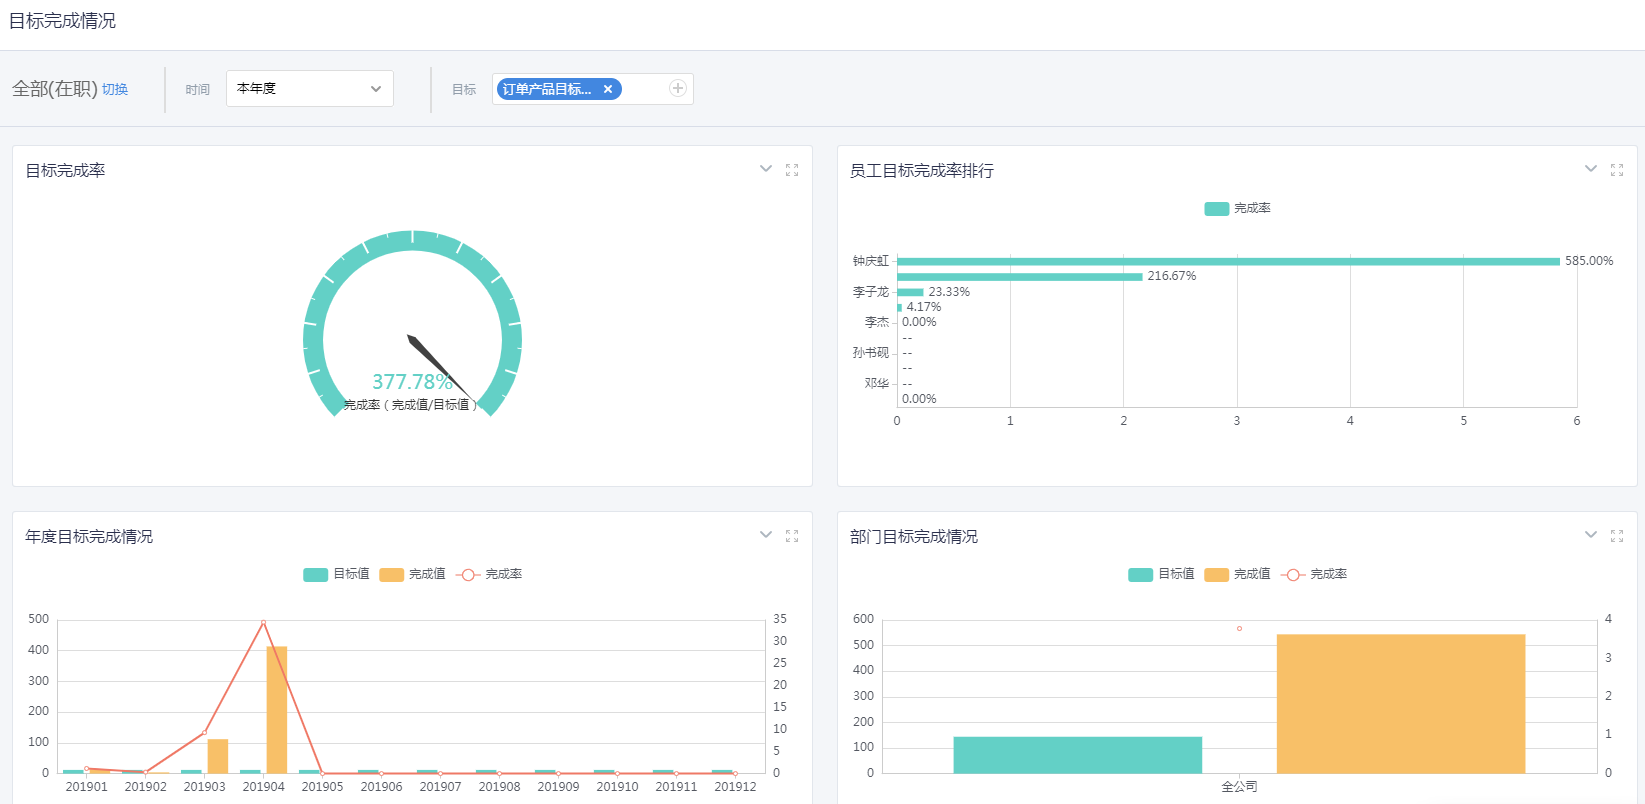 目标完成情况
全部(在职) 切换 时间 本年度 目标 订单产品目标... ×
目标完成率
377.78%
完成率（完成值/目标值）
员工目标完成率排行
完成率
钟庆虹 585.00%
216.67%
李子龙 23.33%
4.17%
李杰 0.00%
--
孙书砚 --
--
邓华 --
0.00%
0 1 2 3 4 5 6
年度目标完成情况
目标值 完成值 完成率
500 35
30
400
25
300
20
200
15
10
100
5
0 0
201901 201902 201903 201904 201905 201906 201907 201908 201909 201910 201911 201912
部门目标完成情况
目标值 完成值 完成率
600 4
500
3
400
300 2
200
1
100
0 0
全公司